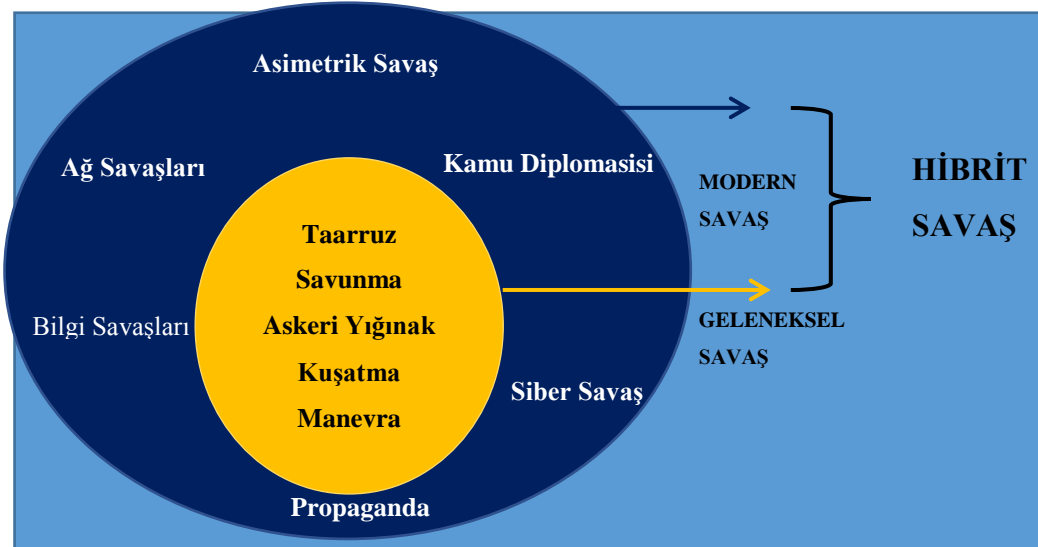 Asimetrik Savaş
Ağ Savaşları
Kamu Diplomasisi
Bilgi Savaşları
Siber Savaş
Propaganda
Taarruz
Savunma
Askeri Yığınak
Kuşatma
Manevra
MODERN
SAVAŞ
GELENEKSEL
SAVAŞ
HİBRİT
SAVAŞ